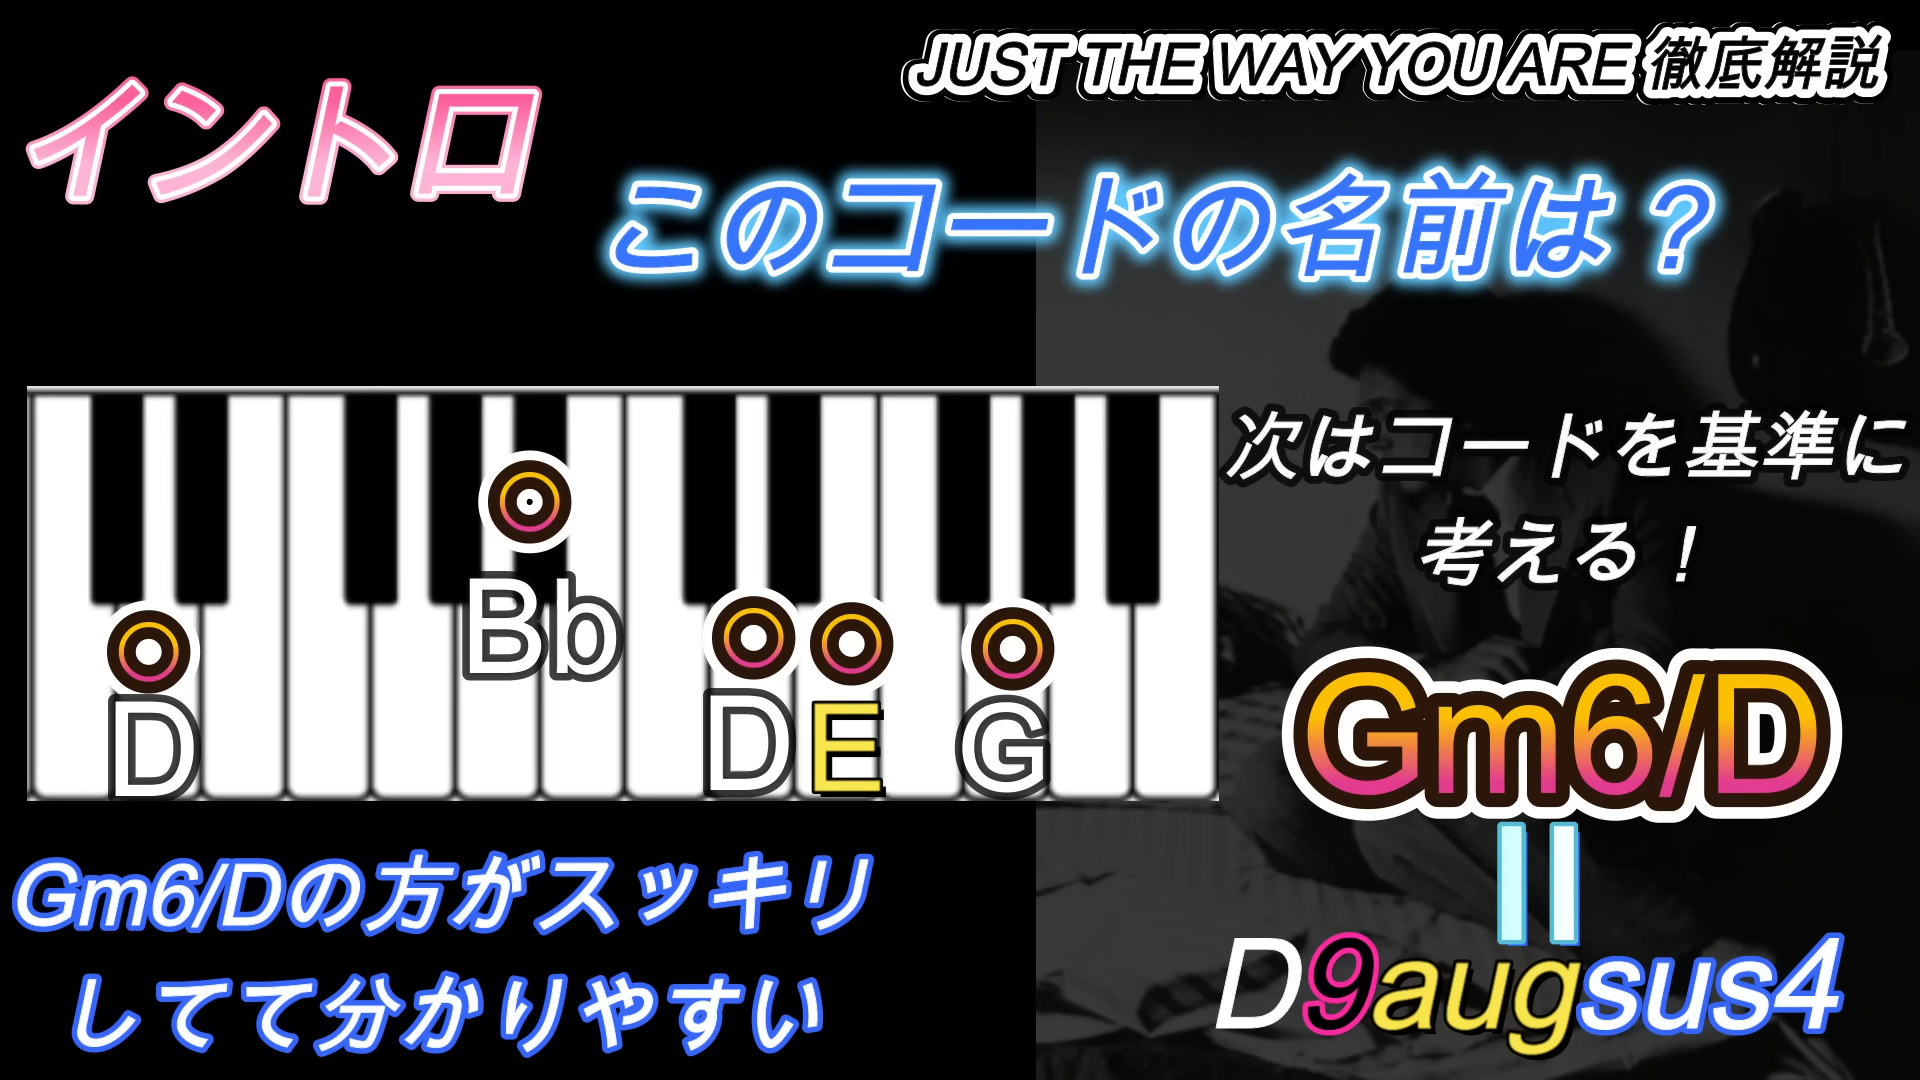 JUST THE WAY YOU ARE 徹底解説
イントロ
このコードの名前は？
次はコードを基準に
考える！
Bb
D
D
E
G
Gm6/D
=
D9augsus4
Gm6/Dの方がスッキリ
してて分かりやすい